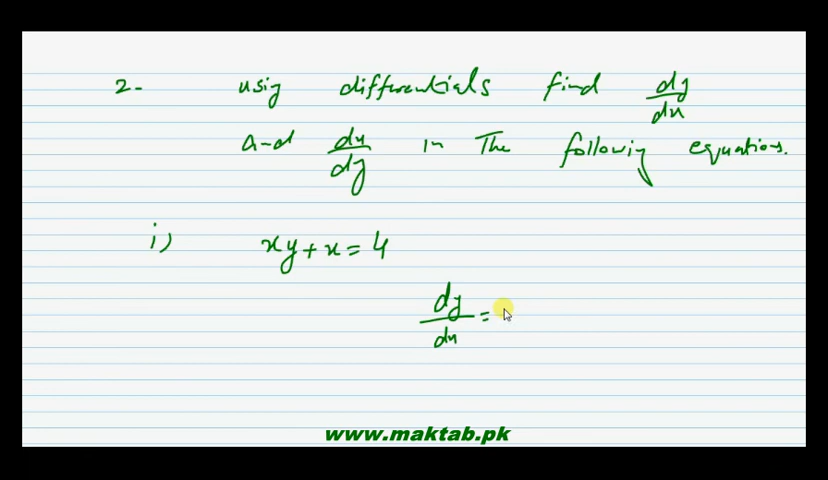 2- using differentials find dy/dx
and dx/dy in The following equations.
i) xy + x = 4
dy/dx =
www.maktab.pk